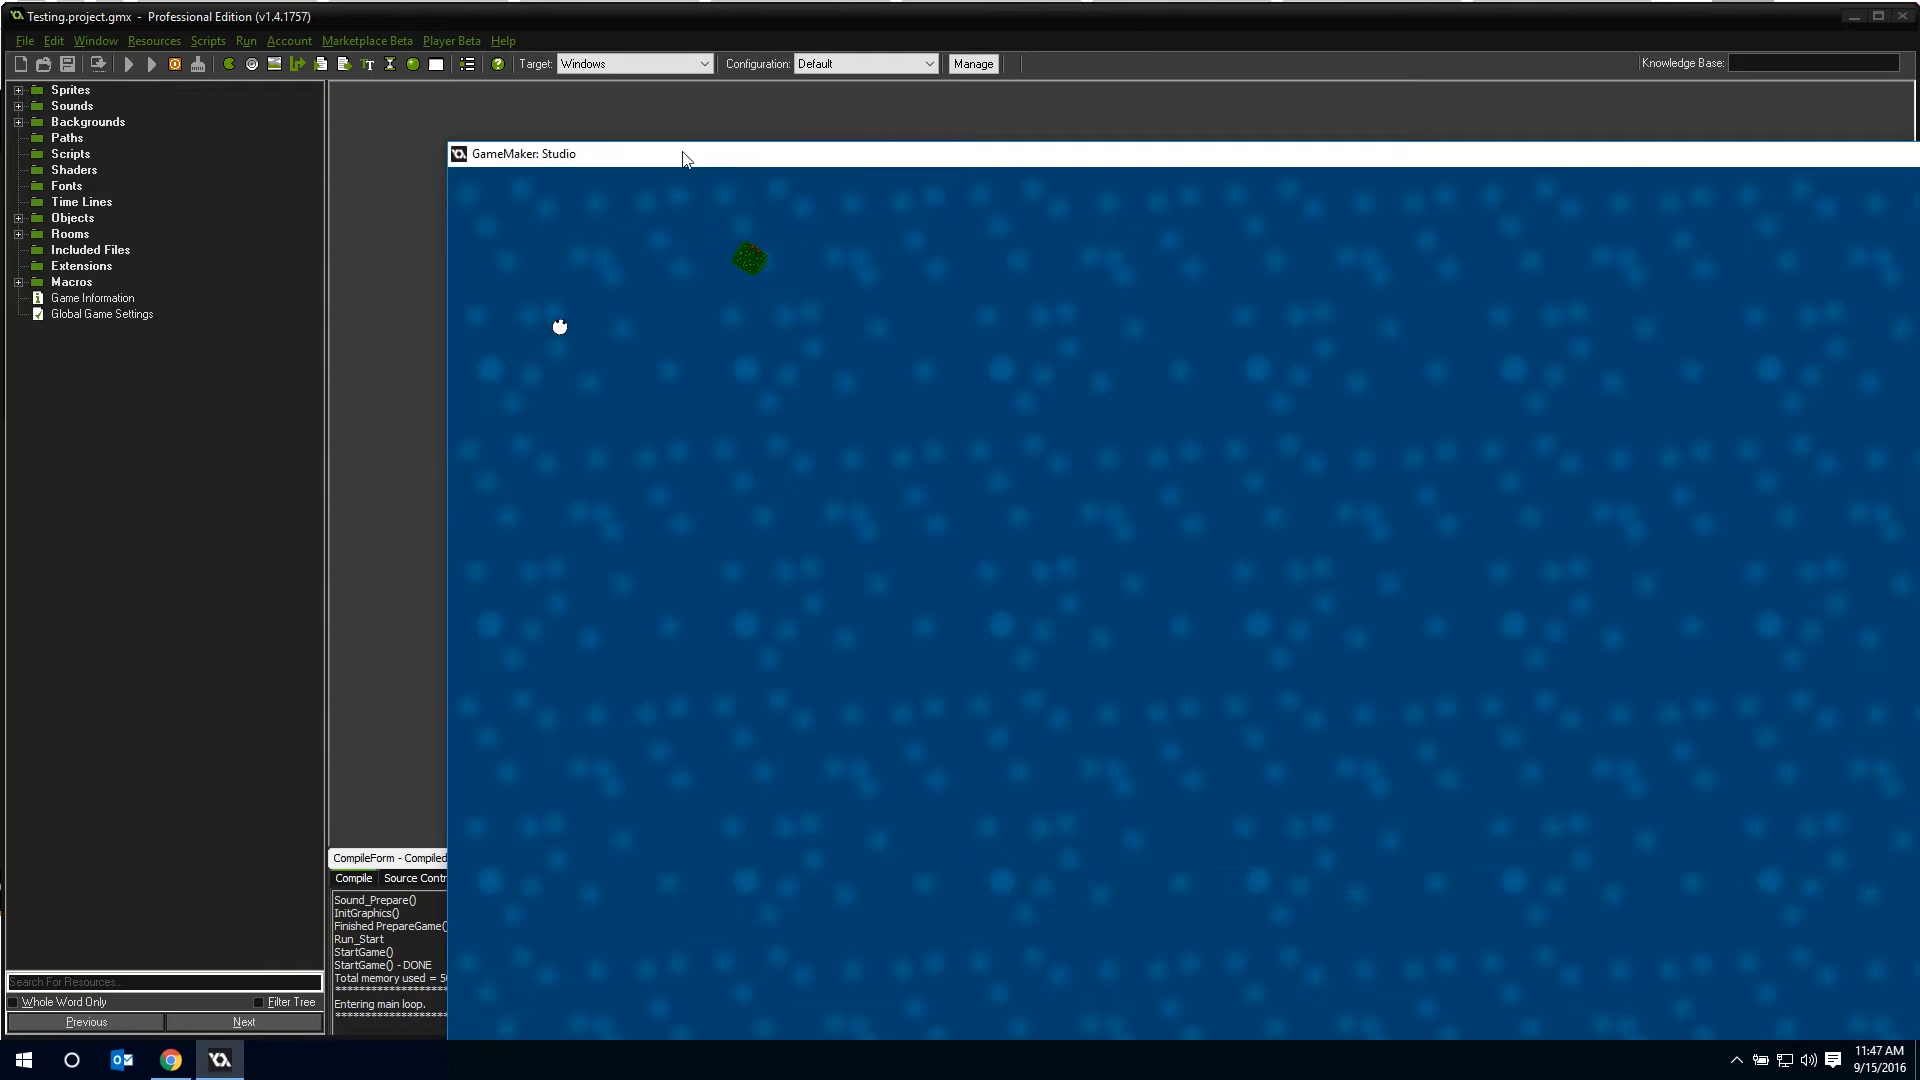 Testing.project.gmx - Professional Edition (v1.4.1757)
File Edit Window Resources Scripts Run Account Marketplace Beta Player Beta Help
Target: Windows Configuration: Default Manage Knowledge Base:
Sprites
Sounds
Backgrounds
Paths
Scripts
Shaders
Fonts
Time Lines
Objects
Rooms
Included Files
Extensions
Macros
Game Information
Global Game Settings
GameMaker: Studio
CompileForm - Compiled
Compile Source Contr
Sound_Prepare()
InitGraphics()
Finished PrepareGame()
Run_Start
StartGame()
StartGame() - DONE
Total memory used = 5
**********************
Entering main loop.
**********************
Search For Resources...
Whole Word Only Filter Tree
Previous Next
11:47 AM
9/15/2016